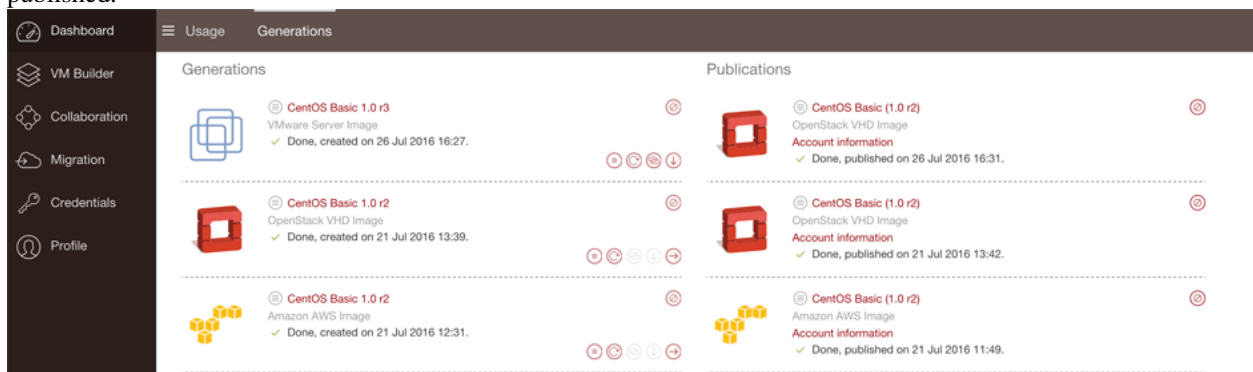 published.
Dashboard
Usage Generations
VM Builder
Collaboration
Migration
Credentials
Profile
Generations
CentOS Basic 1.0 r3
VMware Server Image
Done, created on 26 Jul 2016 16:27.
CentOS Basic 1.0 r2
OpenStack VHD Image
Done, created on 21 Jul 2016 13:39.
CentOS Basic 1.0 r2
Amazon AWS Image
Done, created on 21 Jul 2016 12:31.
Publications
CentOS Basic (1.0 r2)
OpenStack VHD Image
Account information
Done, published on 26 Jul 2016 16:31.
CentOS Basic (1.0 r2)
OpenStack VHD Image
Account information
Done, published on 21 Jul 2016 13:42.
CentOS Basic (1.0 r2)
Amazon AWS Image
Account information
Done, published on 21 Jul 2016 11:49.